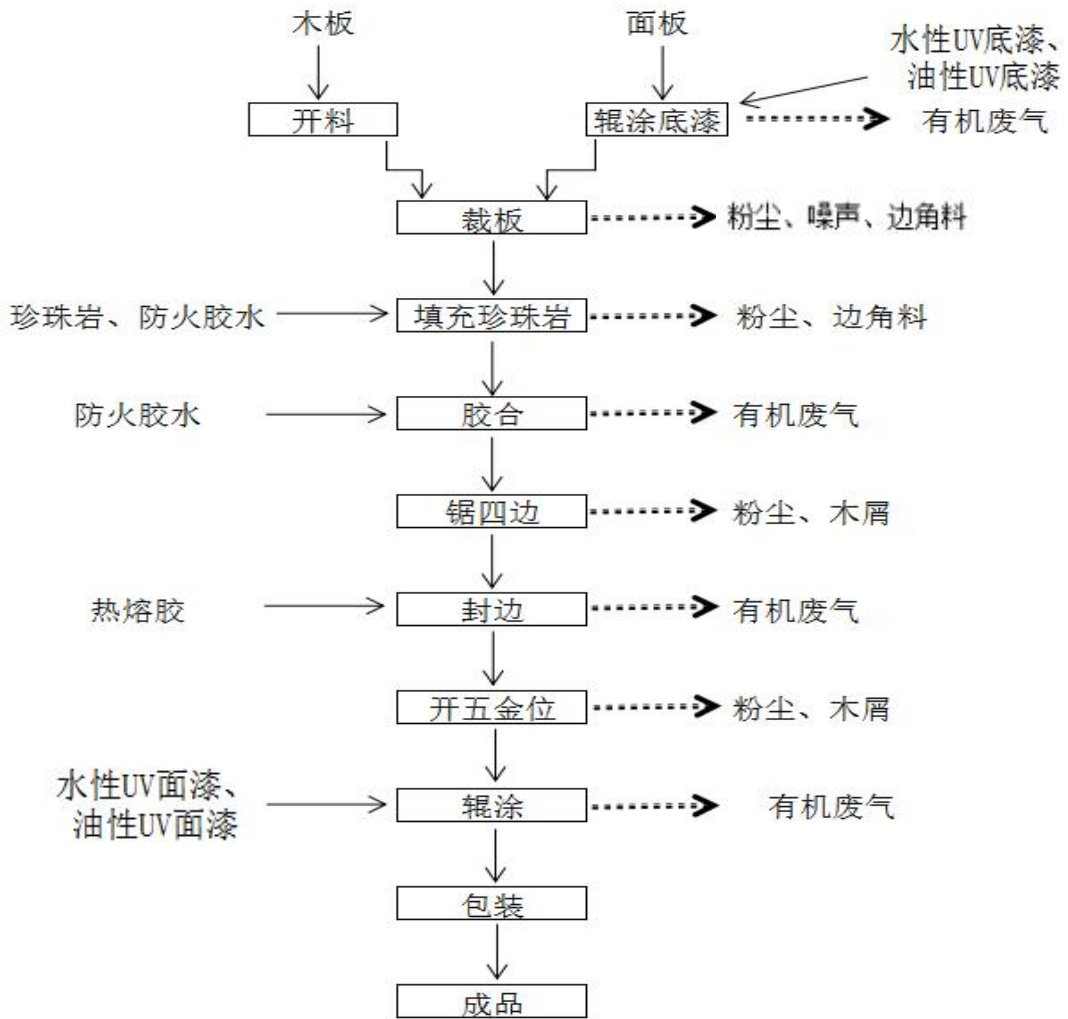 木板
面板
水性UV底漆、
油性UV底漆
开料
辊涂底漆
有机废气
裁板
粉尘、噪声、边角料
珍珠岩、防火胶水
填充珍珠岩
粉尘、边角料
防火胶水
胶合
有机废气
锯四边
粉尘、木屑
热熔胶
封边
有机废气
开五金位
粉尘、木屑
水性UV面漆、
油性UV面漆
辊涂
有机废气
包装
成品